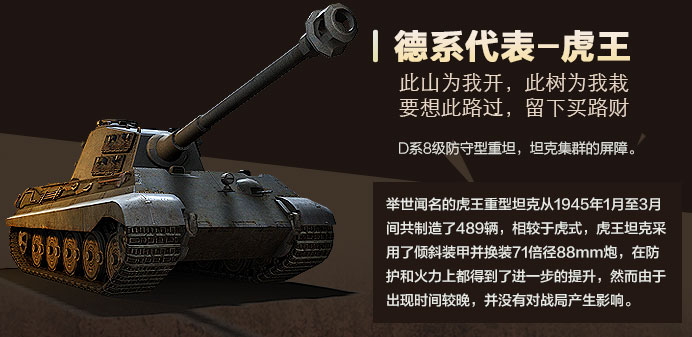 德系代表-虎王
此山为我开，此树为我栽
要想此路过，留下买路财
D系8级防守型重坦，坦克集群的屏障。
举世闻名的虎王重型坦克从1945年1月至3月
间共制造了489辆，相较于虎式，虎王坦克采
用了倾斜装甲并换装71倍径88mm炮，在防
护和火力上都得到了进一步的提升，然而由于
出现时间较晚，并没有对战局产生影响。